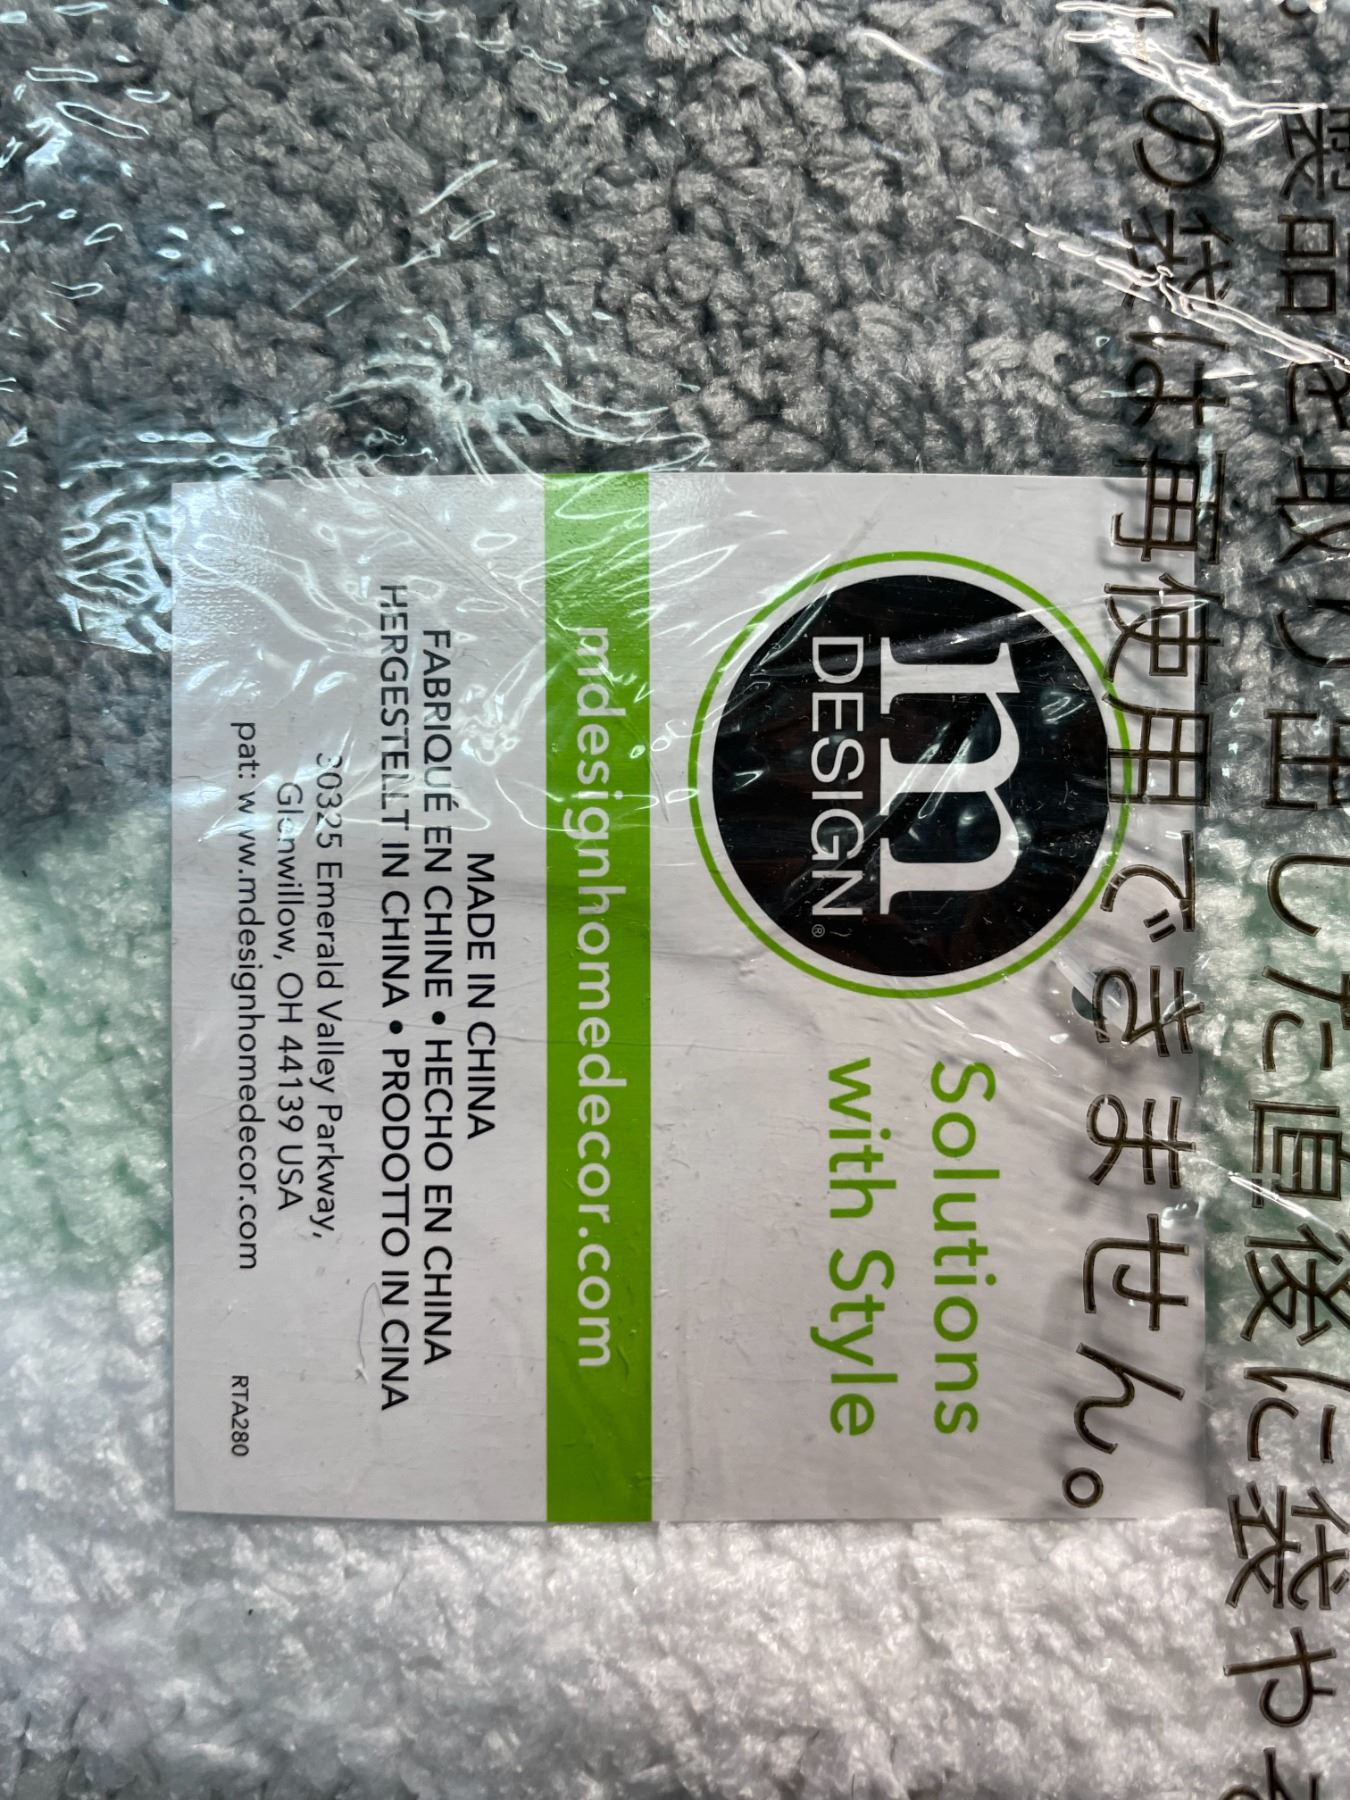 装品を取り出した直後に袋や
の袋は再使用できません。
m
DESIGN®
Solutions
with Style
mdesignhomedecor.com
MADE IN CHINA
FABRIQUÉ EN CHINE • HECHO EN CHINA
HERGESTELLT IN CHINA • PRODOTTO IN CINA
30325 Emerald Valley Parkway,
Glenwillow, OH 44139 USA
pat: www.mdesignhomedecor.com
RTA280